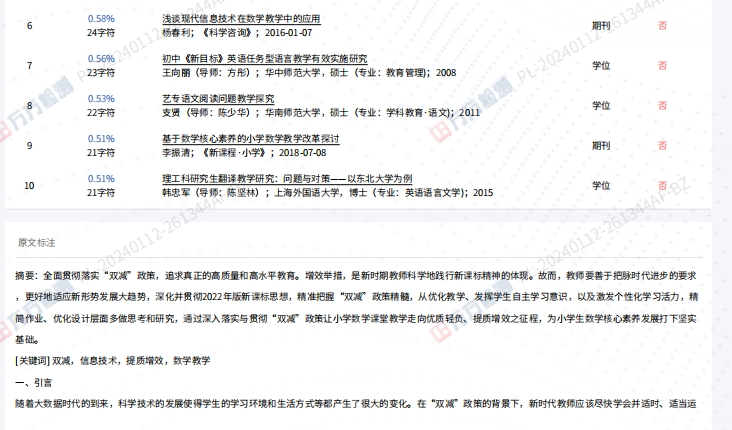 6 0.58% 浅谈现代信息技术在数学教学中的应用 期刊 否
24字符 杨春利；《科学咨询》；2016-01-07
7 0.56% 初中《新目标》英语任务型语言教学有效实施研究 学位 否
23字符 王向丽（导师：方彤）；华中师范大学，硕士（专业：教育管理)；2008
8 0.53% 艺专语文阅读问题教学探究 学位 否
22字符 支贤（导师：陈少华）；华南师范大学，硕士（专业：学科教育·语文)；2011
9 0.51% 基于数学核心素养的小学数学教学改革探讨 期刊 否
21字符 李振清；《新课程·小学》；2018-07-08
10 0.51% 理工科研究生翻译教学研究：问题与对策——以东北大学为例 学位 否
21字符 韩忠军（导师：陈坚林）；上海外国语大学，博士（专业：英语语言文学)；2015
原文标注
摘要：全面贯彻落实“双减”政策，追求真正的高质量和高水平教育。增效举措，是新时期教师科学地践行新课标精神的体现。故而，教师要善于把脉时代进步的要求
，更好地适应新形势发展大趋势，深化并贯彻2022年版新课标思想，精准把握“双减”政策精髓，从优化教学、发挥学生自主学习意识，以及激发个性化学习活力，精
简作业、优化设计层面多做思考和研究，通过深入落实与贯彻“双减”政策让小学数学课堂教学走向优质轻负、提质增效之征程，为小学生数学核心素养发展打下坚实
基础。
[关键词] 双减，信息技术，提质增效，数学教学
一、引言
随着大数据时代的到来，科学技术的发展使得学生的学习环境和生活方式等都产生了很大的变化。在“双减”政策的背景下，新时代教师应该尽快学会并适时、适当运